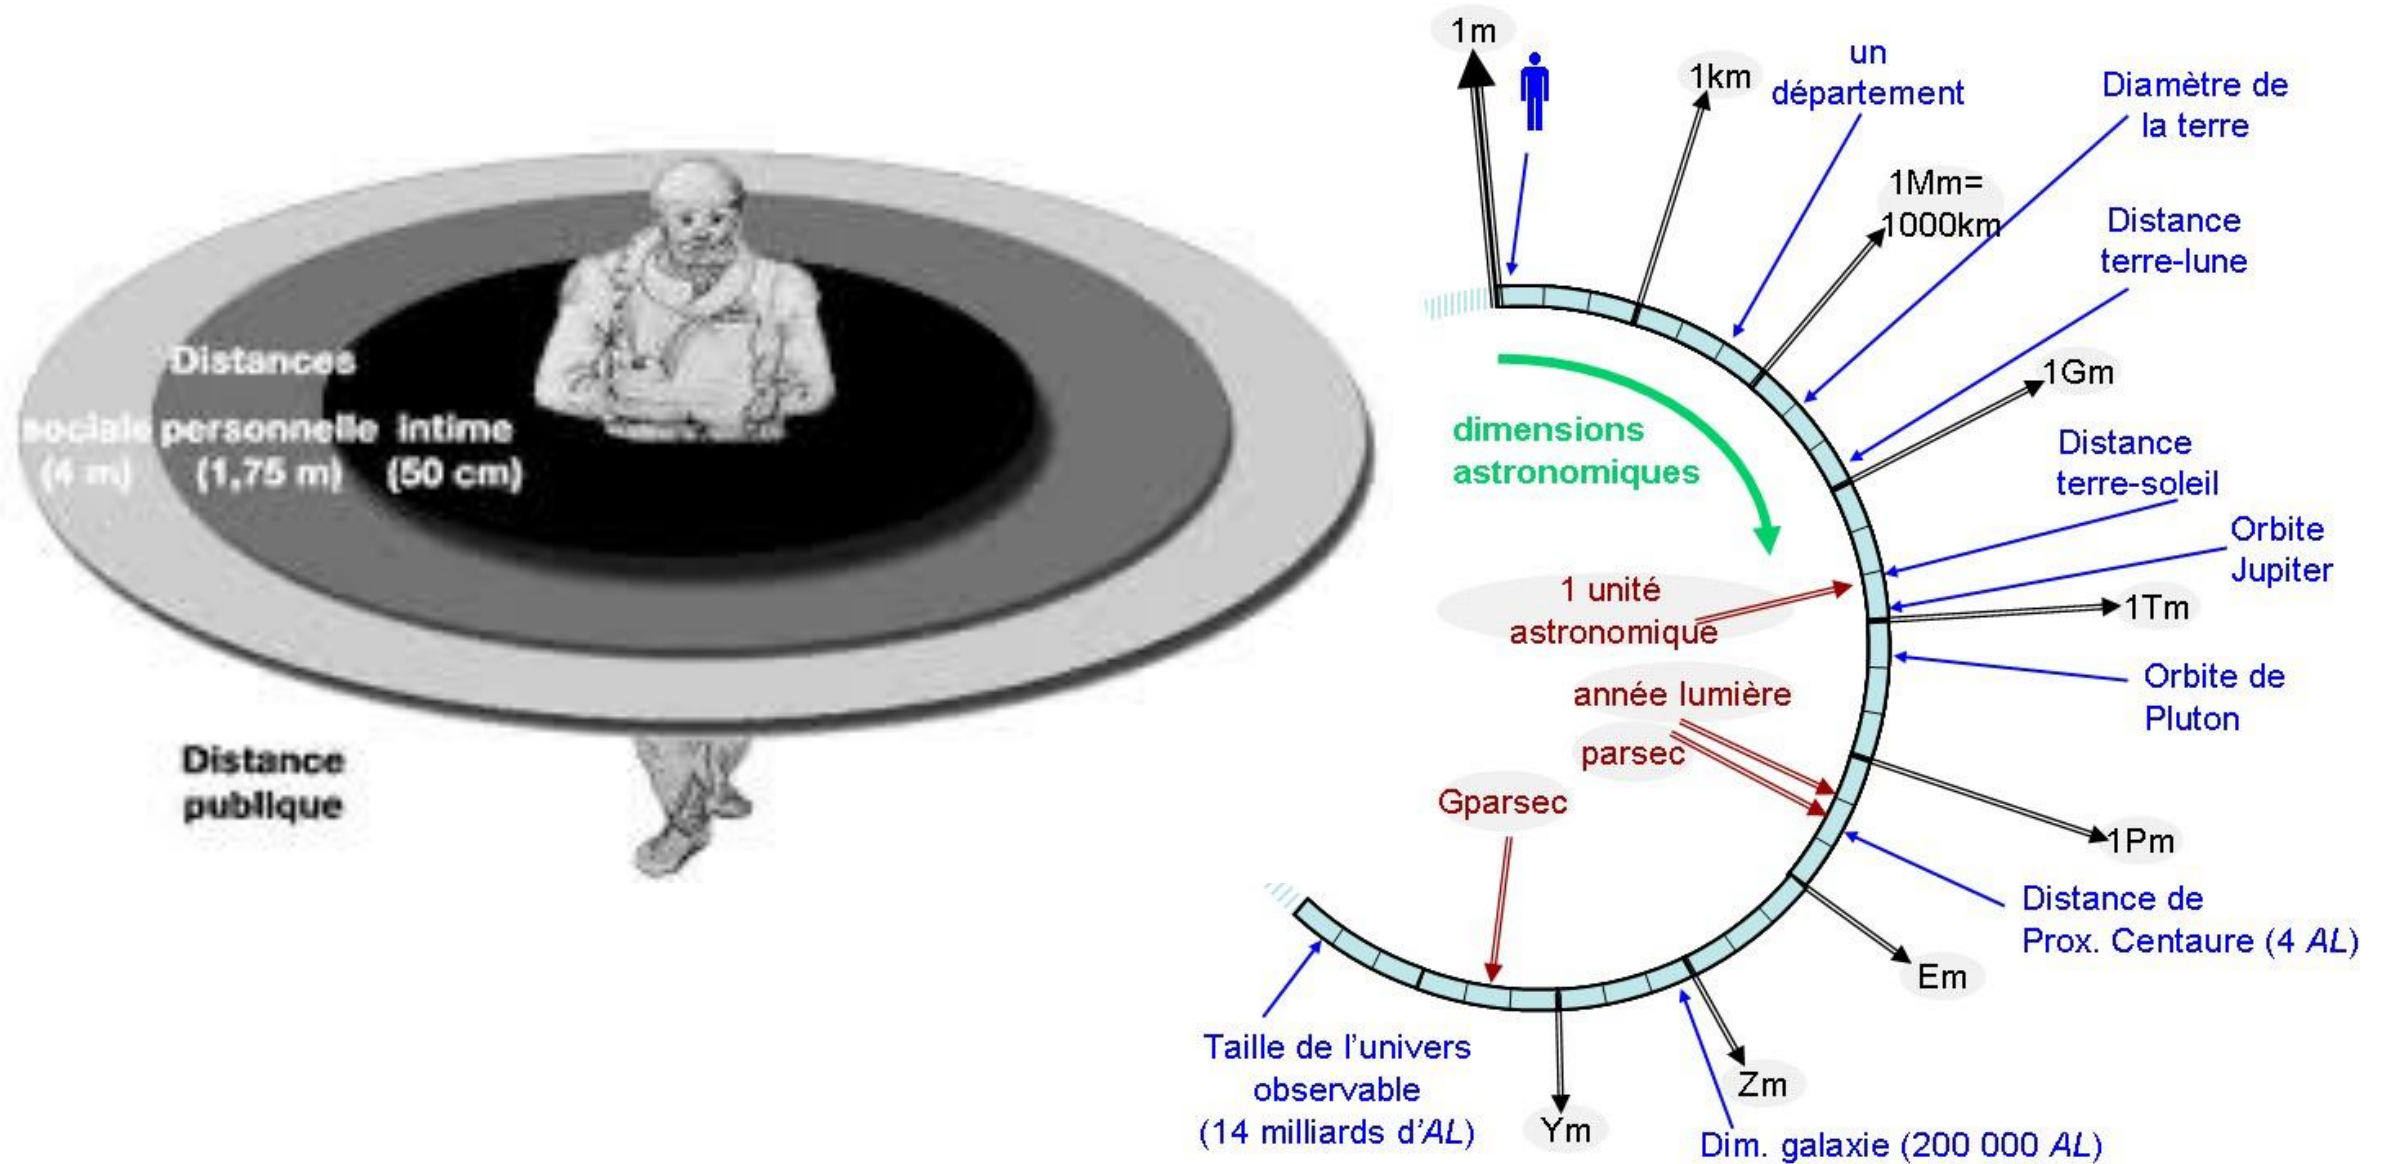 Distances
sociale personnelle intime
(4 m) (1,75 m) (50 cm)
Distance
publique
1m
1km
un
département
Diamètre de
la terre
1Mm=
1000km
Distance
terre-lune
1Gm
dimensions
astronomiques
Distance
terre-soleil
Orbite
Jupiter
1 unité
astronomique
1Tm
année lumière
Orbite de
Pluton
parsec
Gparsec
1Pm
Distance de
Prox. Centaure (4 AL)
Em
Taille de l'univers
observable
(14 milliards d'AL)
Zm
Ym
Dim. galaxie (200 000 AL)